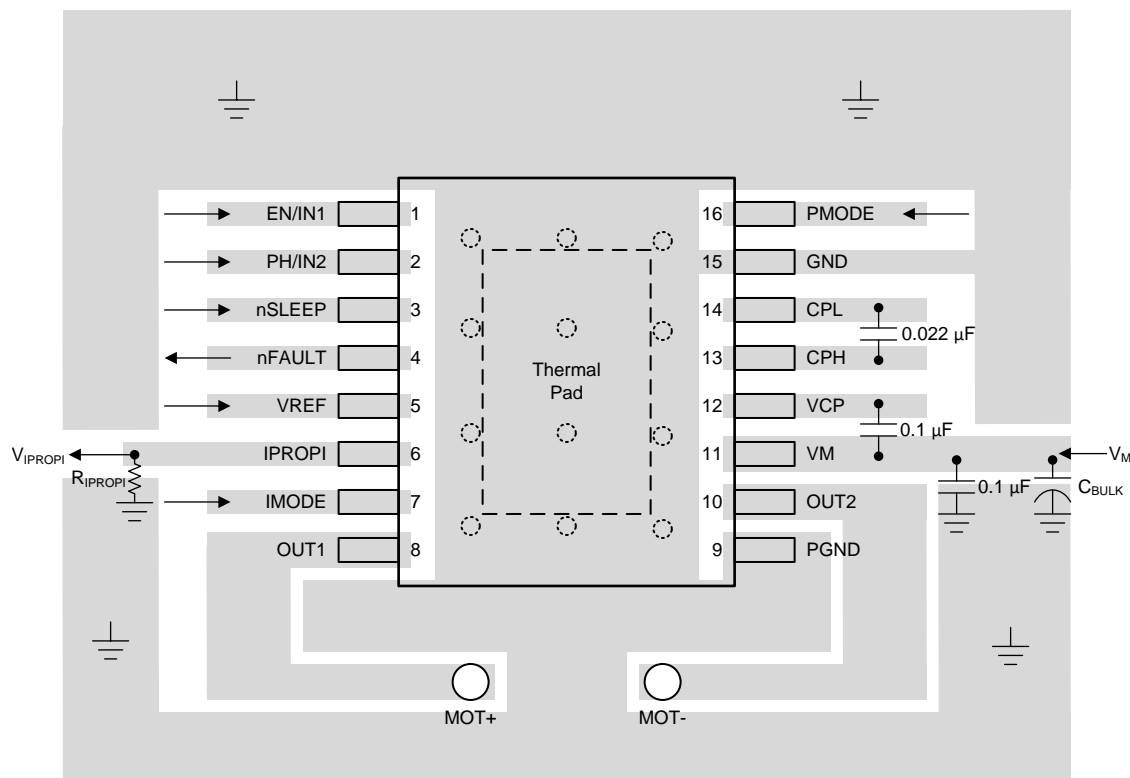 EN/IN1 1
16 PMODE
PH/IN2 2
15 GND
nSLEEP 3
14 CPL
0.022 µF
nFAULT 4
13 CPH
Thermal
Pad
VREF 5
12 VCP
0.1 µF
VIPROPI
IPROPI 6
11 VM
VM
RIPROPI
IMODE 7
10 OUT2
0.1 µF
CBULK
OUT1 8
9 PGND
MOT+
MOT-